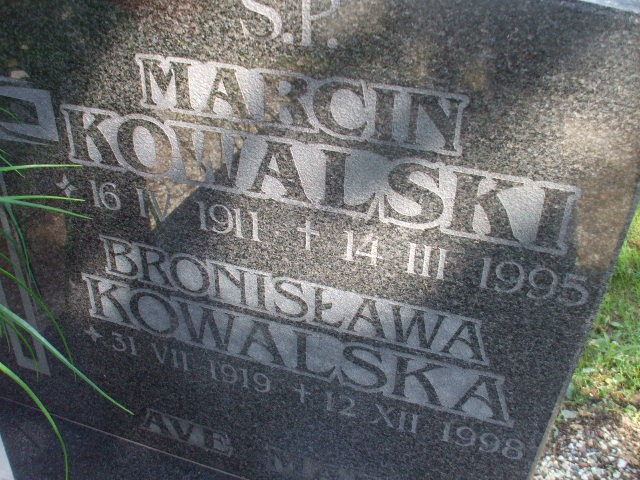 S.P.
MARCIN
KOWALSKI
* 16 IV 1911 † 14 III 1995
BRONISŁAWA
KOWALSKA
* 31 VII 1919 † 12 XII 1998
AVE